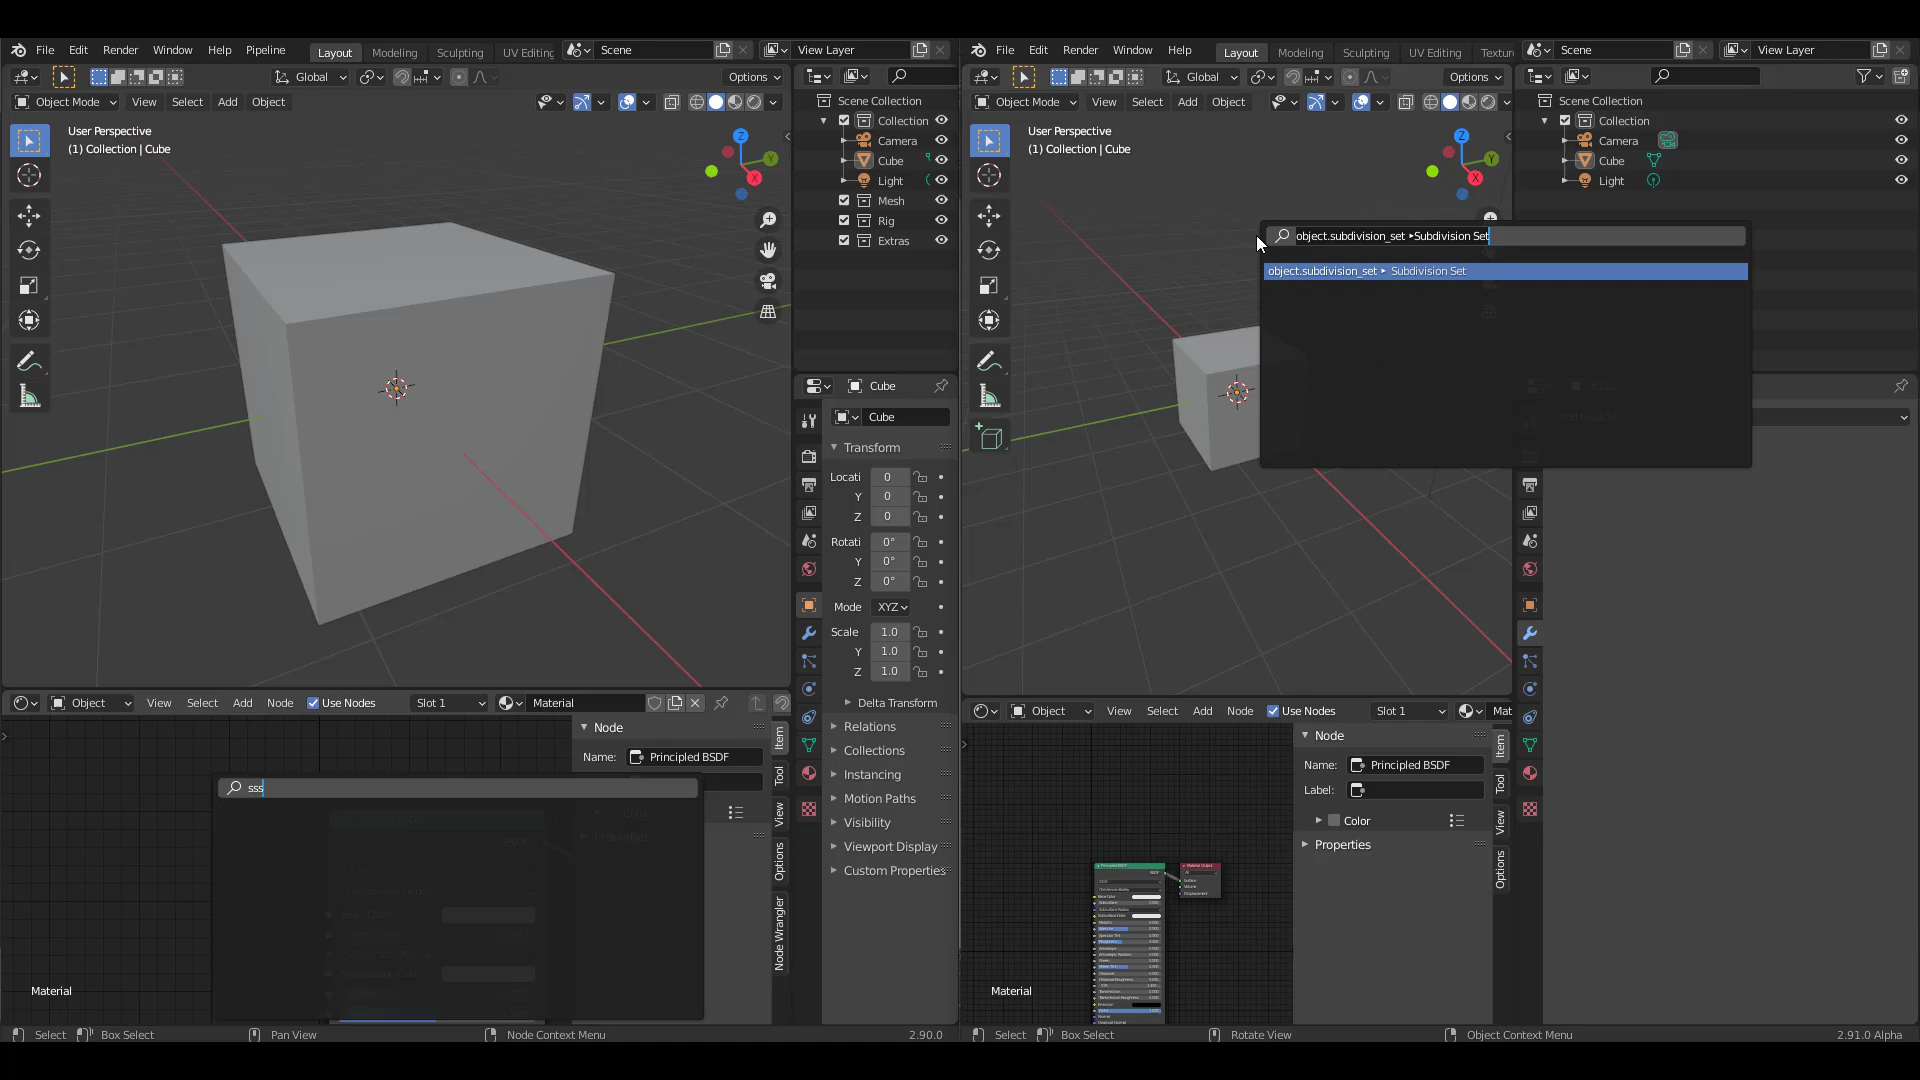 File Edit Render Window Help Pipeline Layout Modeling Sculpting UV Editing Scene View Layer
Global Options
Object Mode View Select Add Object
User Perspective
(1) Collection | Cube
Z
Y
X
Scene Collection
Collection
Camera
Cube
Light
Mesh
Rig
Extras
Cube
Cube
Transform
Locati 0
Y 0
Z 0
Rotati 0°
Y 0°
Z 0°
Mode XYZ
Scale 1.0
Y 1.0
Z 1.0
Delta Transform
Relations
Collections
Instancing
Motion Paths
Visibility
Viewport Display
Custom Properties
Object View Select Add Node Use Nodes Slot 1 Material
Node
Name: Principled BSDF
sss
Color
Properties
Item
Tool
View
Options
Node Wrangler
Material
Select Box Select Pan View Node Context Menu 2.90.0
File Edit Render Window Help Layout Modeling Sculpting UV Editing Textun Scene View Layer
Global Options
Object Mode View Select Add Object
User Perspective
(1) Collection | Cube
Z
Y
X
Scene Collection
Collection
Camera
Cube
Light
object.subdivision_set ▸Subdivision Set
object.subdivision_set ▸ Subdivision Set
Object View Select Add Node Use Nodes Slot 1 Mat
Node
Name: Principled BSDF
Label:
Color
Properties
Item
Tool
View
Options
Material
Select Box Select Rotate View Object Context Menu 2.91.0 Alpha